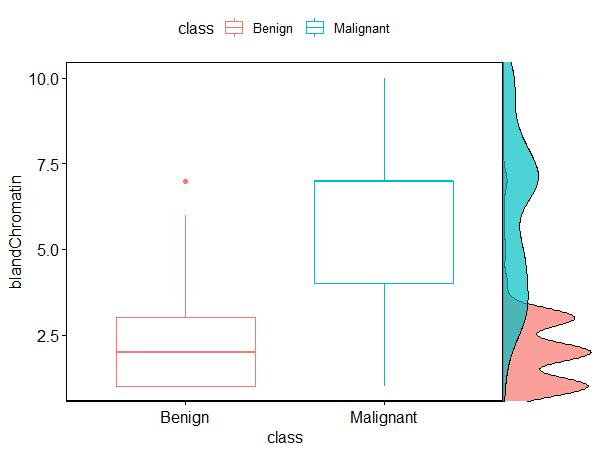 class Benign Malignant
10.0
7.5
5.0
2.5
blandChromatin
Benign Malignant
class